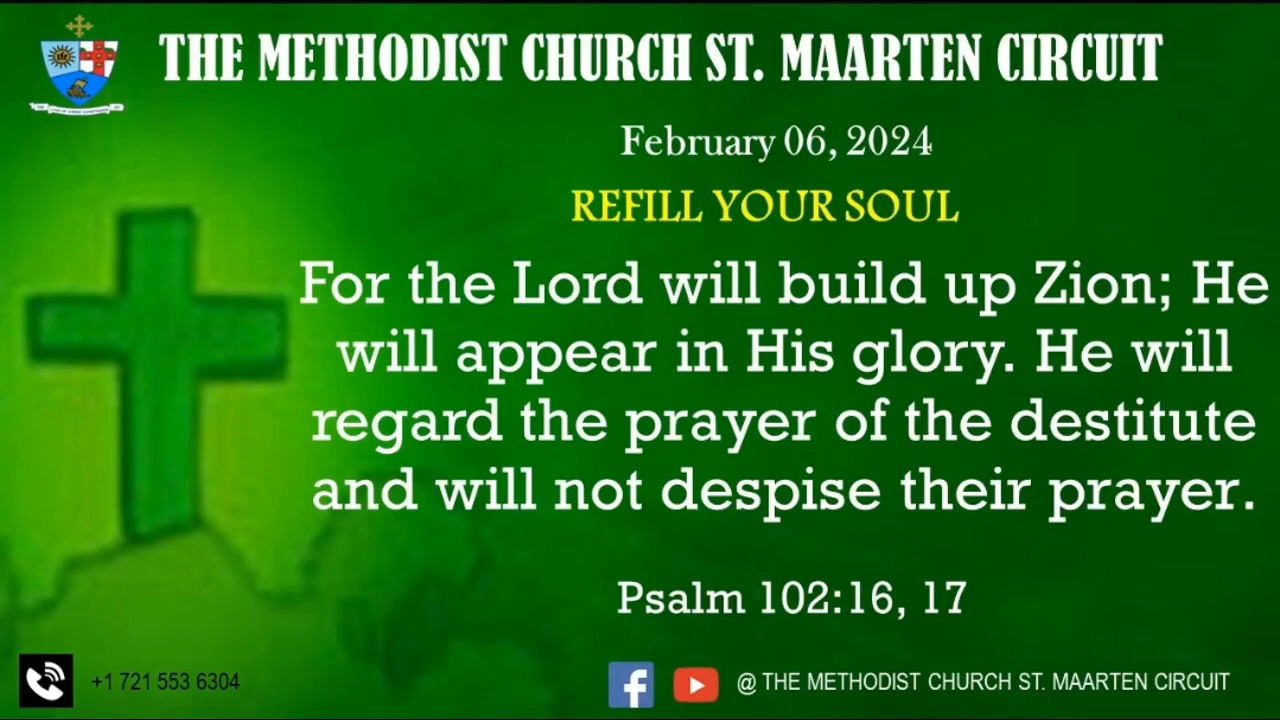 THE METHODIST CHURCH ST. MAARTEN CIRCUIT
February 06, 2024
REFILL YOUR SOUL
For the Lord will build up Zion; He
will appear in His glory. He will
regard the prayer of the destitute
and will not despise their prayer.
Psalm 102:16, 17
+1 721 553 6304
@ THE METHODIST CHURCH ST. MAARTEN CIRCUIT